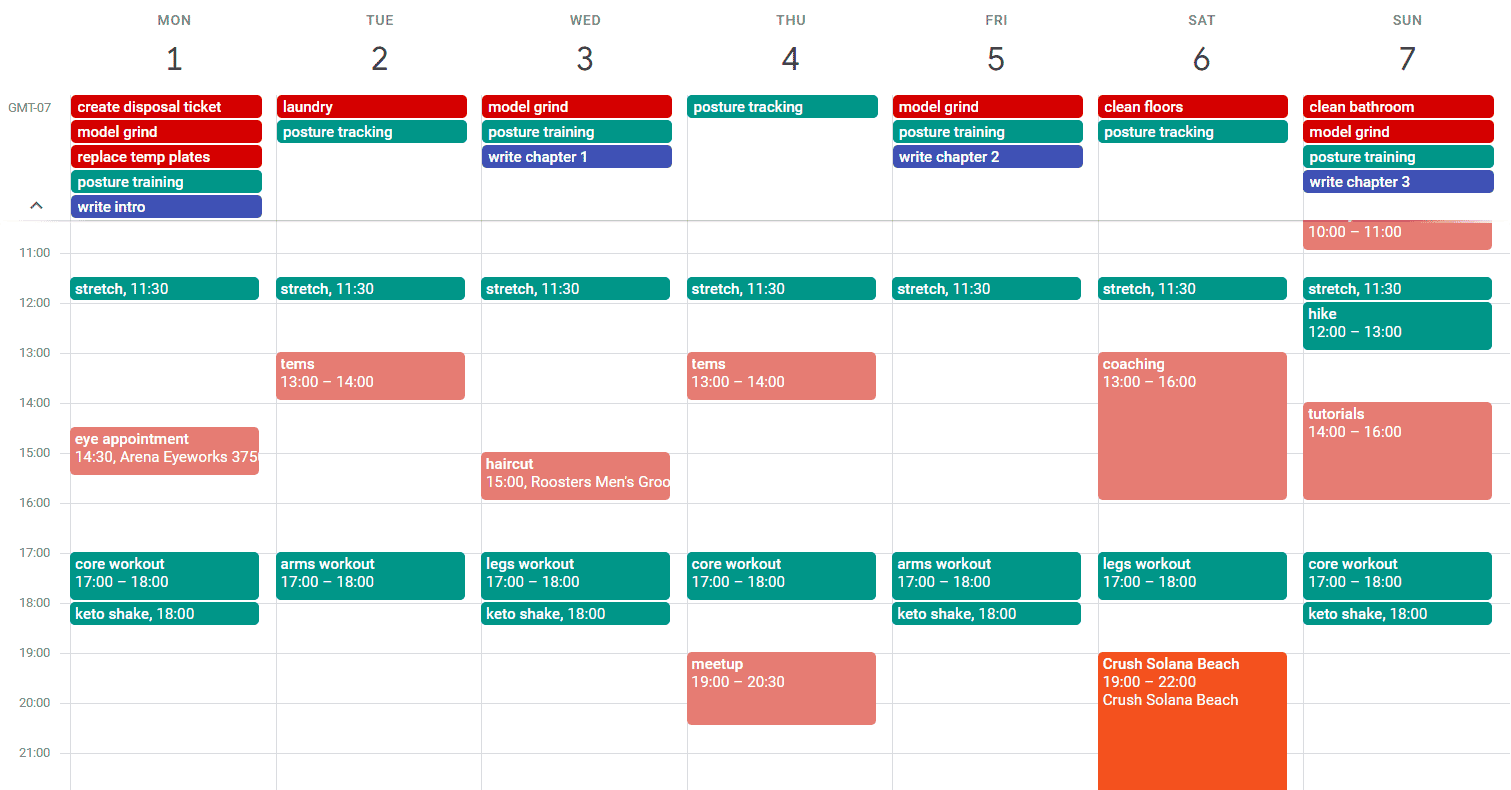 MON
TUE
WED
THU
FRI
SAT
SUN
1
2
3
4
5
6
7
GMT-07
create disposal ticket
laundry
model grind
posture tracking
model grind
clean floors
clean bathroom
model grind
posture tracking
posture training
posture training
posture tracking
model grind
replace temp plates
write chapter 1
write chapter 2
posture training
posture training
write chapter 3
write intro
10:00 – 11:00
11:00
stretch, 11:30
stretch, 11:30
stretch, 11:30
stretch, 11:30
stretch, 11:30
stretch, 11:30
stretch, 11:30
12:00
hike
12:00 – 13:00
13:00
tems
13:00 – 14:00
tems
13:00 – 14:00
coaching
13:00 – 16:00
14:00
tutorials
14:00 – 16:00
eye appointment
14:30, Arena Eyeworks 375
15:00
haircut
15:00, Roosters Men's Groo
16:00
17:00
core workout
17:00 – 18:00
arms workout
17:00 – 18:00
legs workout
17:00 – 18:00
core workout
17:00 – 18:00
arms workout
17:00 – 18:00
legs workout
17:00 – 18:00
core workout
17:00 – 18:00
18:00
keto shake, 18:00
keto shake, 18:00
keto shake, 18:00
keto shake, 18:00
19:00
meetup
19:00 – 20:30
Crush Solana Beach
19:00 – 22:00
Crush Solana Beach
20:00
21:00